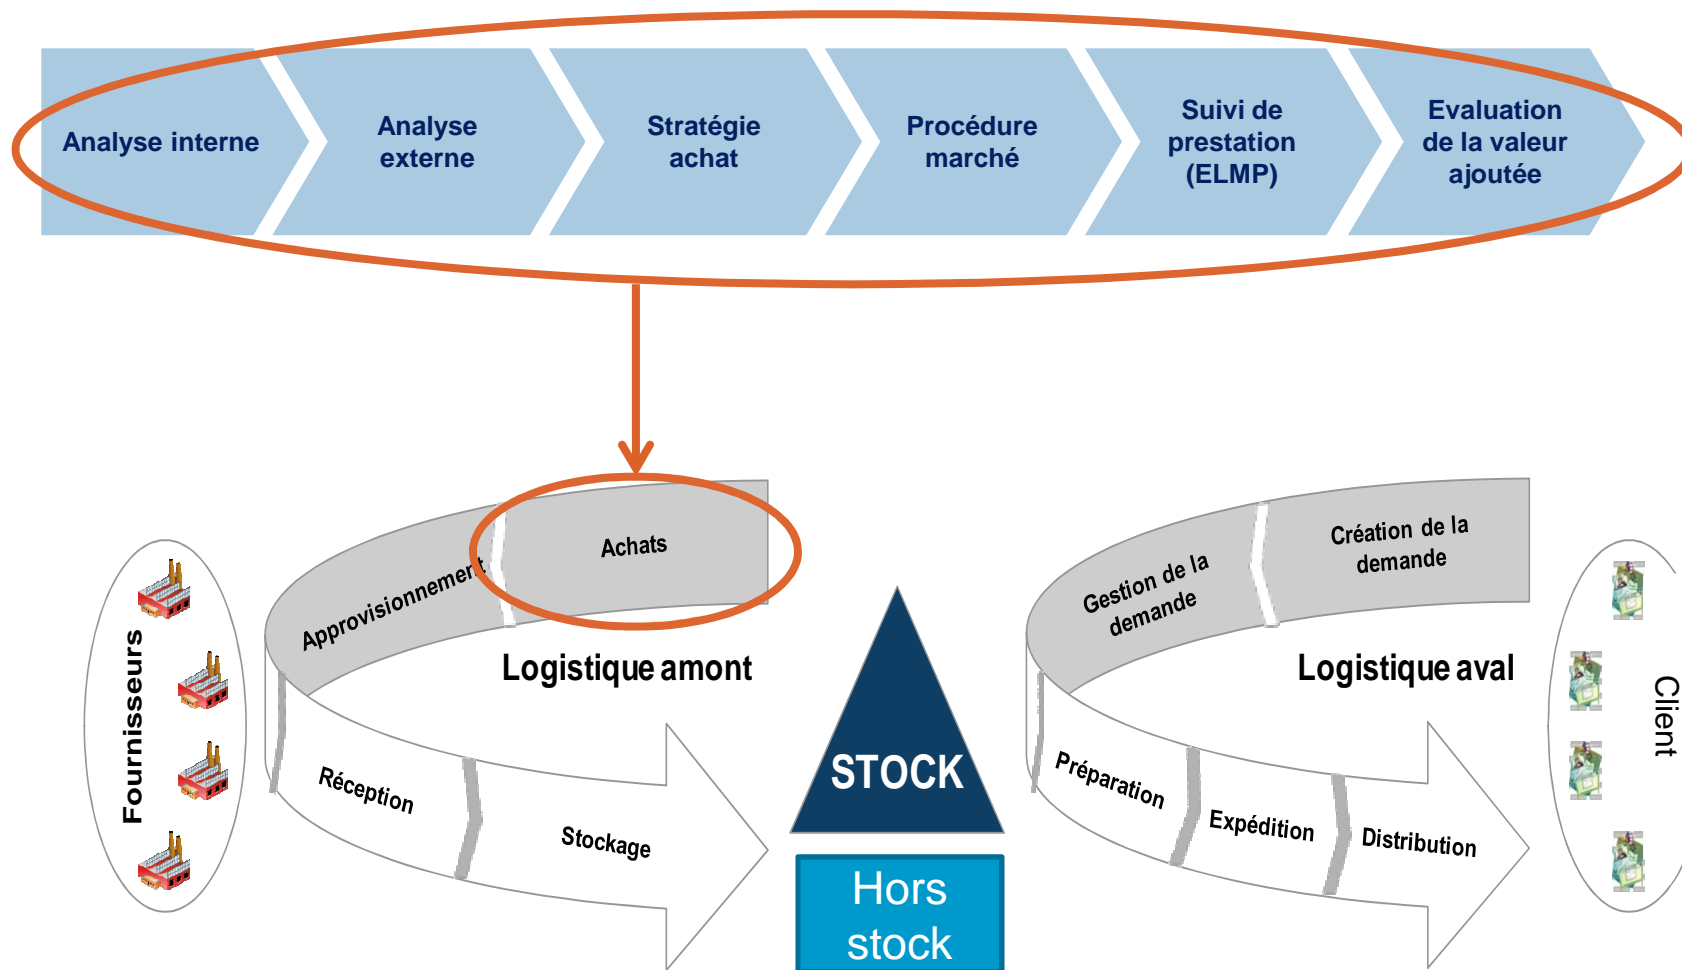 Analyse interne
Analyse
externe
Stratégie
achat
Procédure
marché
Suivi de
prestation
(ELMP)
Evaluation
de la valeur
ajoutée
Fournisseurs
Approvisionnement
Achats
Logistique amont
Réception
Stockage
STOCK
Hors
stock
Gestion de la
demande
Création de la
demande
Logistique aval
Préparation
Expédition
Distribution
Client